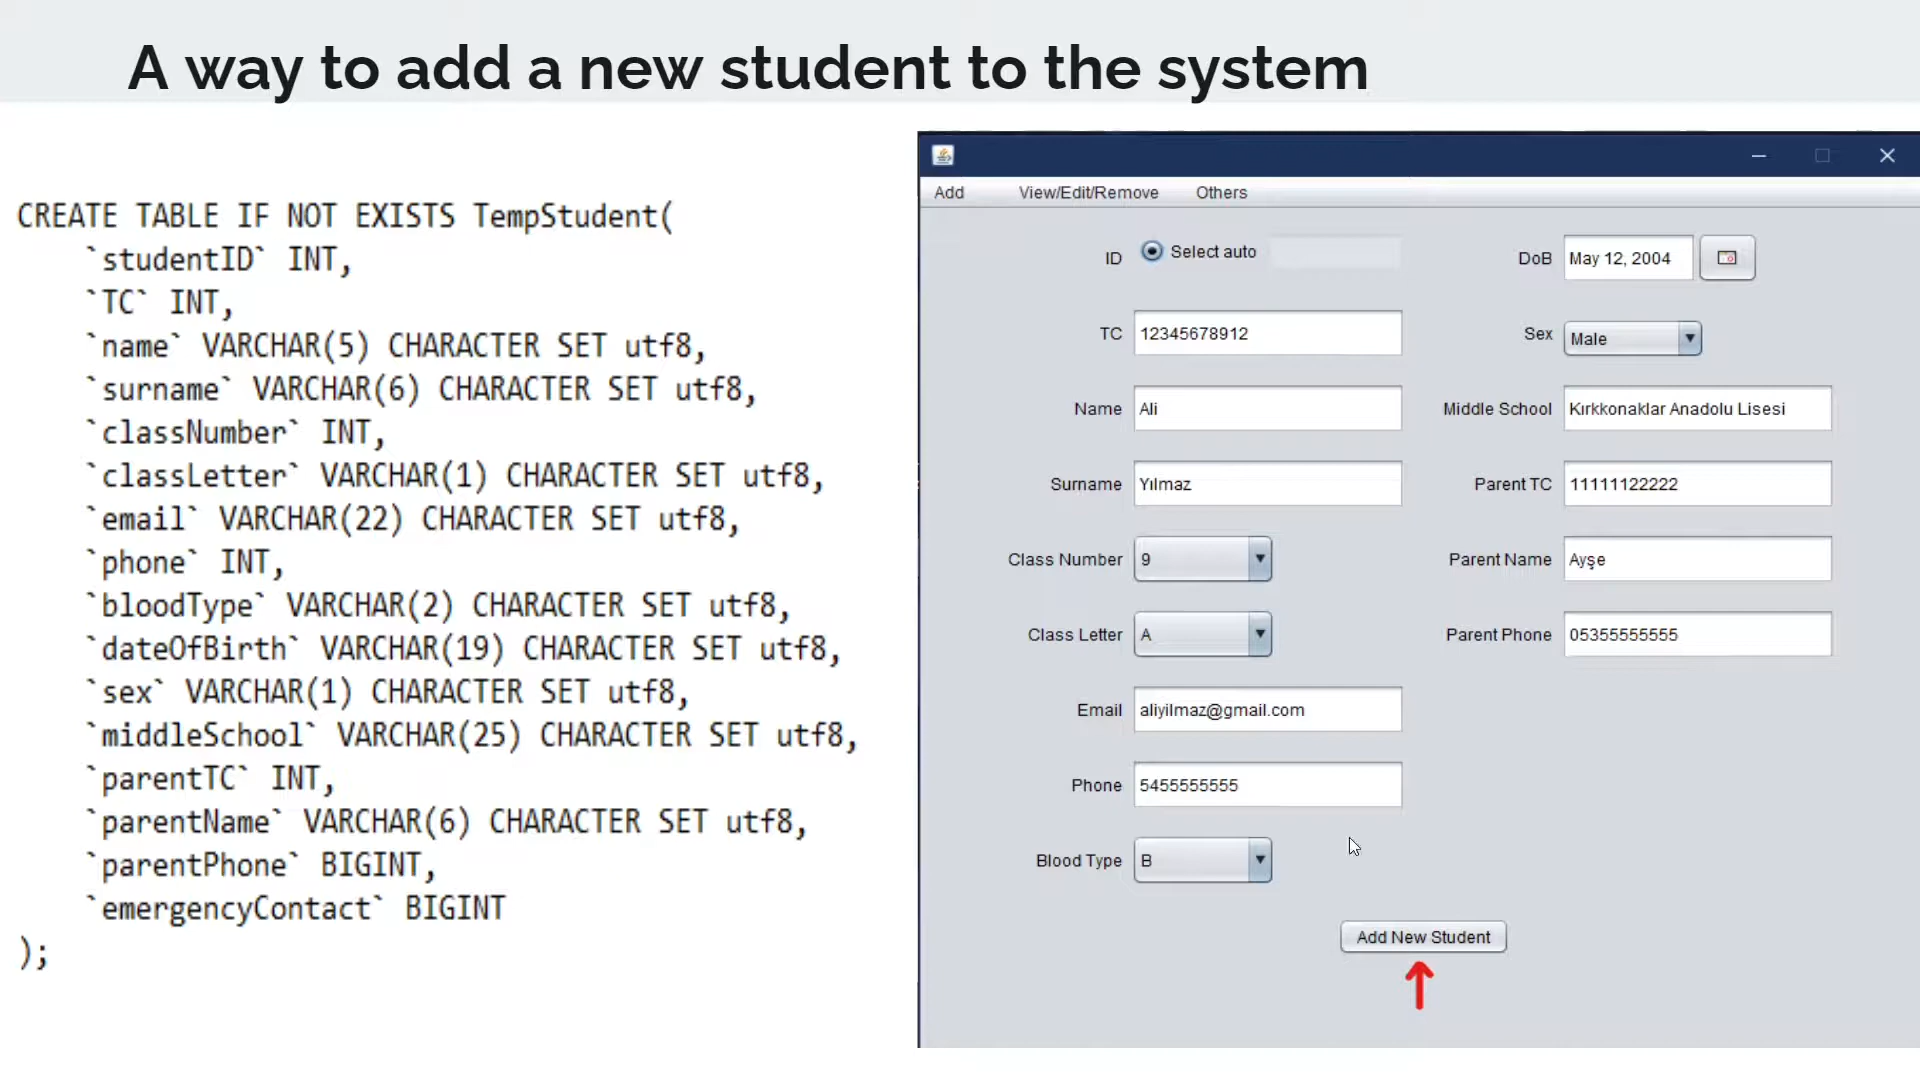 A way to add a new student to the system
CREATE TABLE IF NOT EXISTS TempStudent(
`studentID` INT,
`TC` INT,
`name` VARCHAR(5) CHARACTER SET utf8,
`surname` VARCHAR(6) CHARACTER SET utf8,
`classNumber` INT,
`classLetter` VARCHAR(1) CHARACTER SET utf8,
`email` VARCHAR(22) CHARACTER SET utf8,
`phone` INT,
`bloodType` VARCHAR(2) CHARACTER SET utf8,
`dateOfBirth` VARCHAR(19) CHARACTER SET utf8,
`sex` VARCHAR(1) CHARACTER SET utf8,
`middleSchool` VARCHAR(25) CHARACTER SET utf8,
`parentTC` INT,
`parentName` VARCHAR(6) CHARACTER SET utf8,
`parentPhone` BIGINT,
`emergencyContact` BIGINT
);
Add View/Edit/Remove Others
ID Select auto
TC 12345678912
Name Ali
Surname Yılmaz
Class Number 9
Class Letter A
Email aliyilmaz@gmail.com
Phone 5455555555
Blood Type B
DoB May 12, 2004
Sex Male
Middle School Kırkkonaklar Anadolu Lisesi
Parent TC 11111122222
Parent Name Ayşe
Parent Phone 05355555555
Add New Student